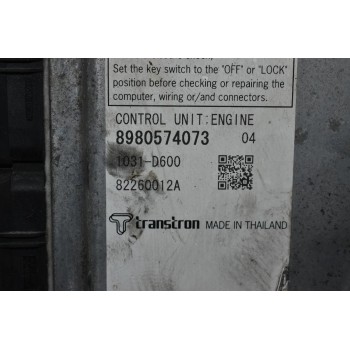 Set the key switch to the "OFF" or "LOCK"
position before checking or repairing the
computer, wiring or/and connectors.
CONTROL UNIT:ENGINE
8980574073 04
1031-D600
82260012A
transtron MADE IN THAILAND